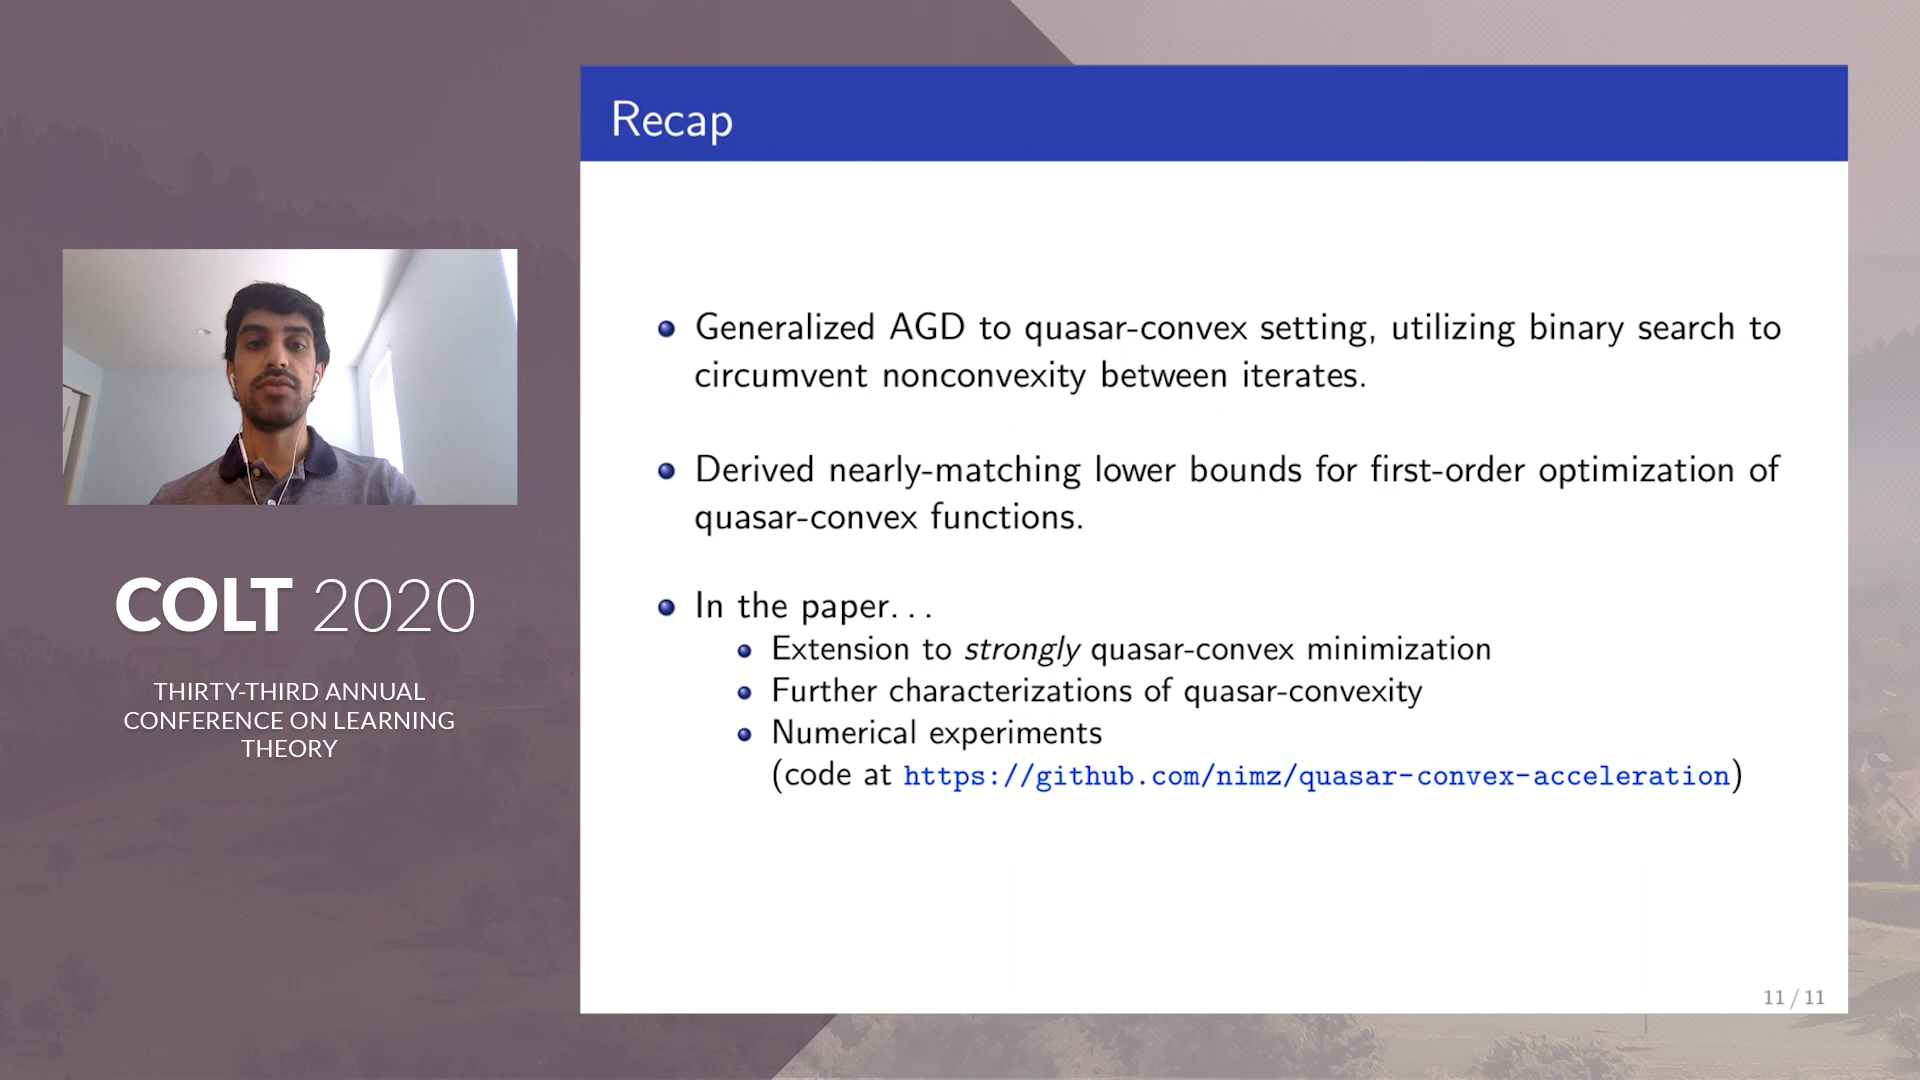 COLT 2020
THIRTY-THIRD ANNUAL
CONFERENCE ON LEARNING
THEORY
Recap
Generalized AGD to quasar-convex setting, utilizing binary search to
circumvent nonconvexity between iterates.
Derived nearly-matching lower bounds for first-order optimization of
quasar-convex functions.
In the paper...
Extension to strongly quasar-convex minimization
Further characterizations of quasar-convexity
Numerical experiments
(code at https://github.com/nimz/quasar-convex-acceleration)
11 / 11